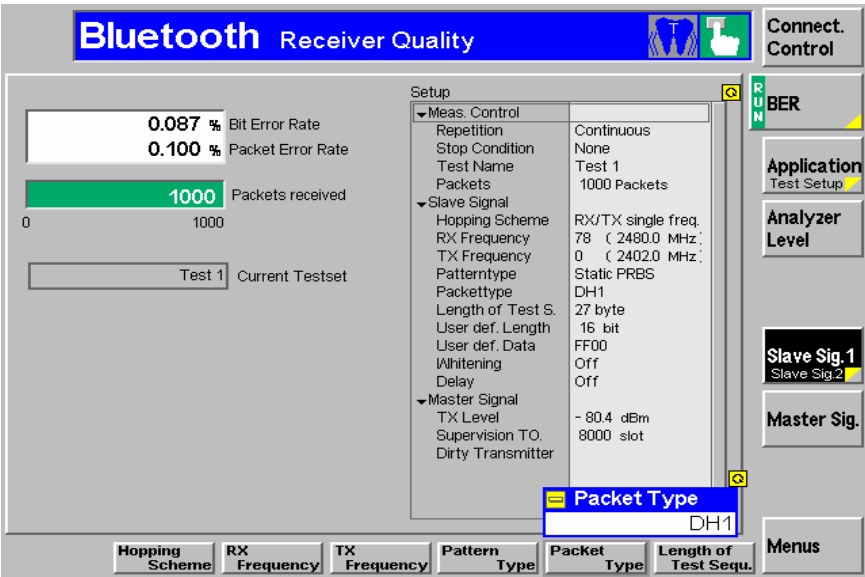 Bluetooth Receiver Quality
T
Connect.
Control
Setup
RUN
BER
0.087 % Bit Error Rate
0.100 % Packet Error Rate
1000 Packets received
0 1000
Test 1 Current Testset
Meas. Control
Repetition Continuous
Stop Condition None
Test Name Test 1
Packets 1000 Packets
Slave Signal
Hopping Scheme RX/TX single freq.
RX Frequency 78 ( 2480.0 MHz)
TX Frequency 0 ( 2402.0 MHz)
Patterntype Static PRBS
Packettype DH1
Length of Test S. 27 byte
User def. Length 16 bit
User def. Data FF00
Whitening Off
Delay Off
Master Signal
TX Level - 80.4 dBm
Supervision TO. 8000 slot
Dirty Transmitter
Application
Test Setup
Analyzer
Level
Slave Sig.1
Slave Sig.2
Master Sig.
Packet Type
DH1
Hopping
Scheme
RX
Frequency
TX
Frequency
Pattern
Type
Packet
Type
Length of
Test Sequ.
Menus